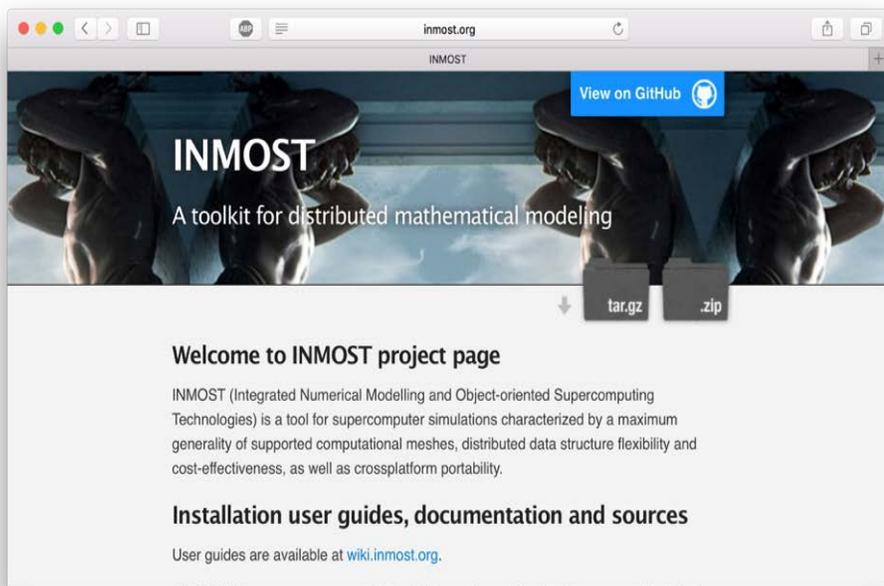 ABP
inmost.org
INMOST
View on GitHub
INMOST
A toolkit for distributed mathematical modeling
tar.gz
.zip
Welcome to INMOST project page
INMOST (Integrated Numerical Modelling and Object-oriented Supercomputing
Technologies) is a tool for supercomputer simulations characterized by a maximum
generality of supported computational meshes, distributed data structure flexibility and
cost-effectiveness, as well as crossplatform portability.
Installation user guides, documentation and sources
User guides are available at wiki.inmost.org.